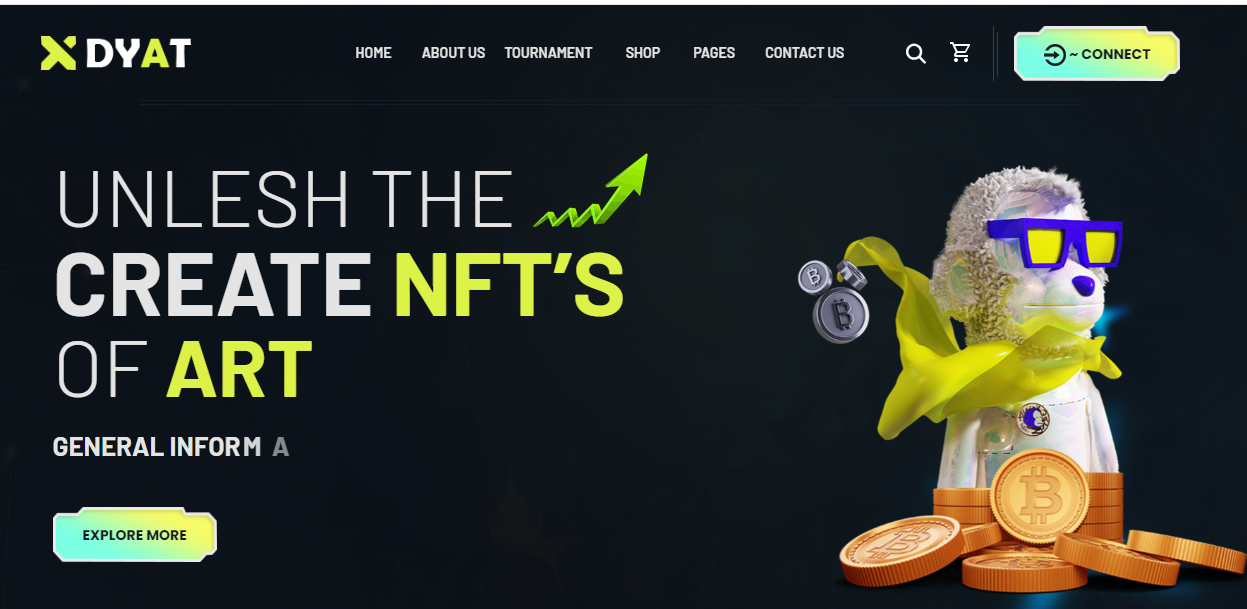 DYAT
HOME ABOUT US TOURNAMENT SHOP PAGES CONTACT US
~ CONNECT
UNLESH THE
CREATE NFT'S
OF ART
GENERAL INFORM A
EXPLORE MORE